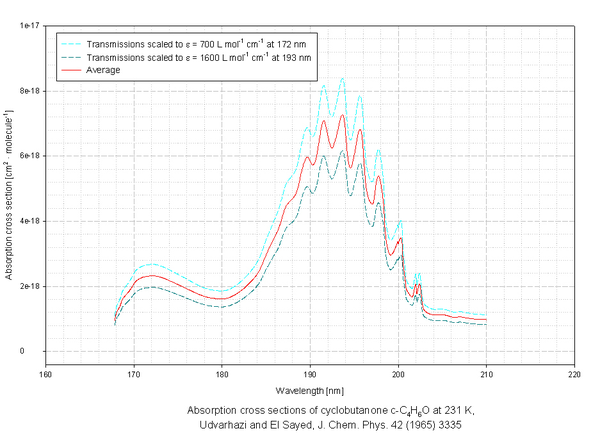 1e-17
8e-18
6e-18
4e-18
2e-18
0
Absorption cross section [cm² · molecule⁻¹]
Transmissions scaled to ε = 700 L mol⁻¹ cm⁻¹ at 172 nm
Transmissions scaled to ε = 1600 L mol⁻¹ cm⁻¹ at 193 nm
Average
160 170 180 190 200 210 220
Wavelength [nm]
Absorption cross sections of cyclobutanone c-C₄H₆O at 231 K,
Udvarhazi and El Sayed, J. Chem. Phys. 42 (1965) 3335